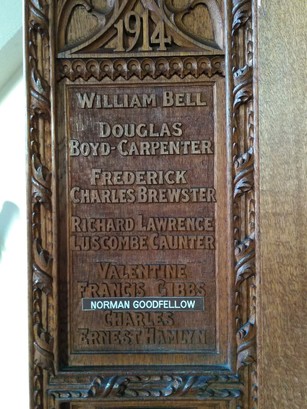 1914
WILLIAM BELL
DOUGLAS
BOYD-CARPENTER
FREDERICK
CHARLES BREWSTER
RICHARD LAWRENCE
LUSCOMBE CAUNTER
VALENTINE
FRANCIS GIBBS
NORMAN GOODFELLOW
CHARLES
ERNEST HAMLYN